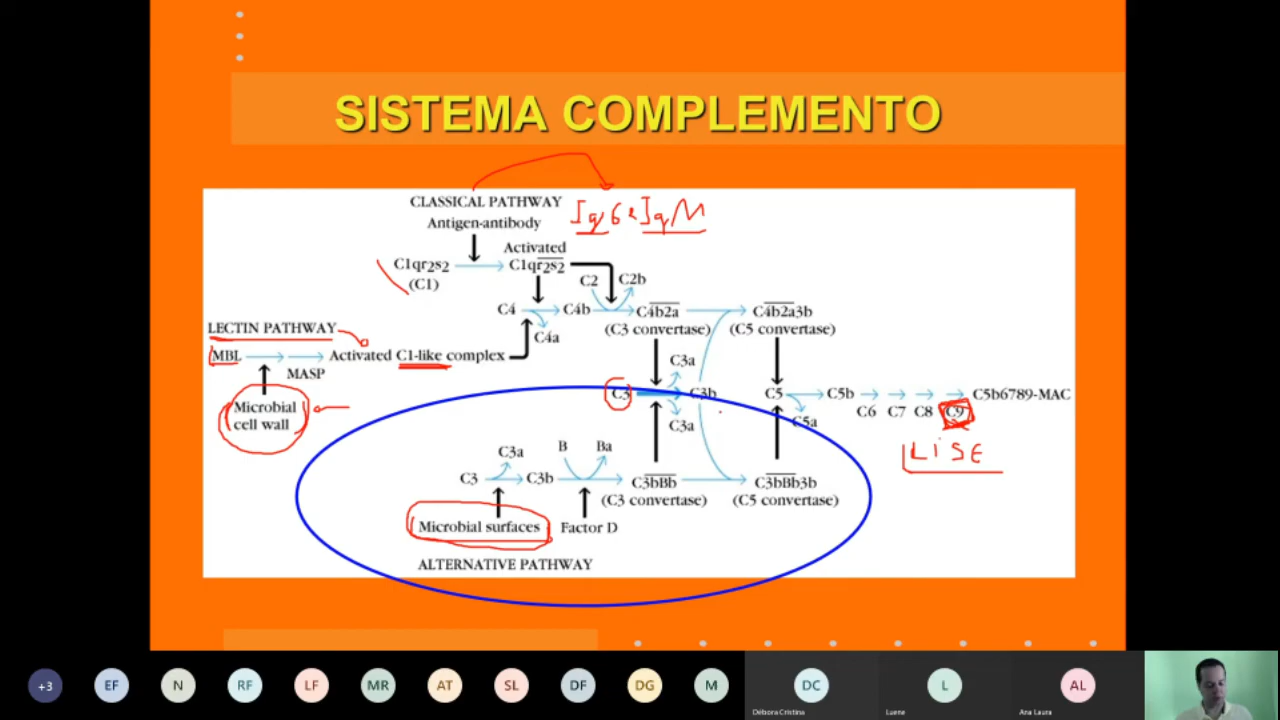 SISTEMA COMPLEMENTO
CLASSICAL PATHWAY
Antigen-antibody
IgG e IgM
Activated
C1qr2s2
C1qr2s2
(C1)
C2
C2b
C4
C4b
C4b2a
C4b2a3b
(C3 convertase)
(C5 convertase)
C4a
LECTIN PATHWAY
MBL
MASP
Activated C1-like complex
C3a
C3
C3b
C5
C5b
C5b6789-MAC
C6
C7
C8
C9
C3a
C5a
Microbial
cell wall
LISE
C3a
B
Ba
C3
C3b
C3bBb
C3bBb3b
(C3 convertase)
(C5 convertase)
Microbial surfaces
Factor D
ALTERNATIVE PATHWAY
+3
EF
N
RF
LF
MR
AT
SL
DF
DG
M
DC
L
AL
Débora Cristina
Luene
Ana Laura